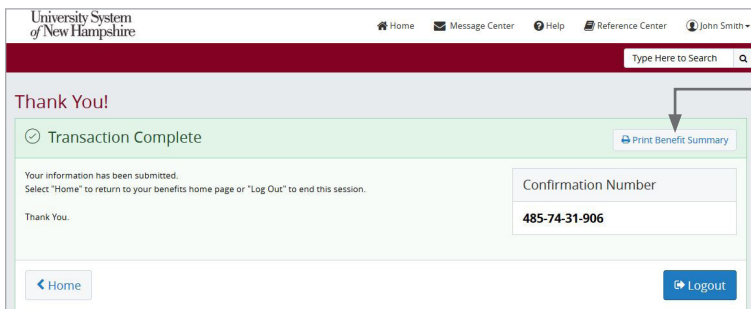 University System
of New Hampshire
Home Message Center Help Reference Center John Smith
Type Here to Search
Thank You!
Transaction Complete
Print Benefit Summary
Your information has been submitted.
Select "Home" to return to your benefits home page or "Log Out" to end this session.
Thank You.
Confirmation Number
485-74-31-906
Home
Logout